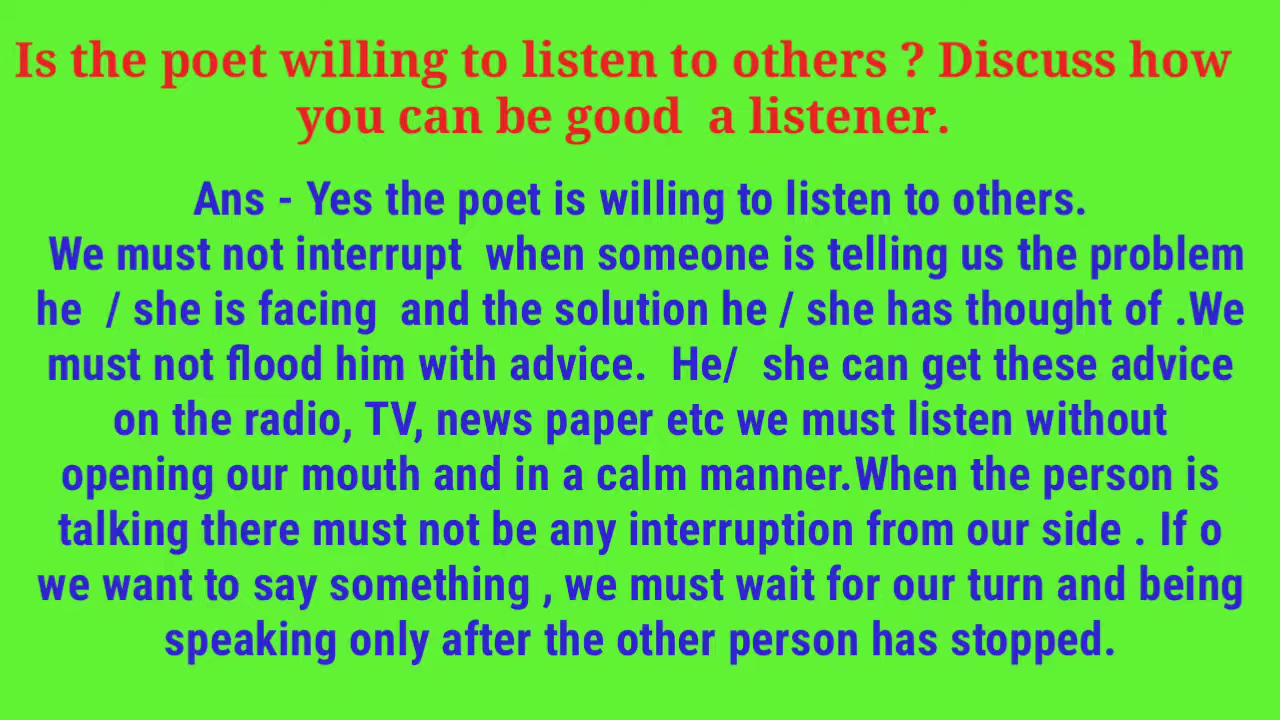 Is the poet willing to listen to others ? Discuss how
you can be good  a listener.
Ans - Yes the poet is willing to listen to others.
We must not interrupt  when someone is telling us the problem
he  / she is facing  and the solution he / she has thought of .We
must not flood him with advice.  He/  she can get these advice
on the radio, TV, news paper etc we must listen without
opening our mouth and in a calm manner.When the person is
talking there must not be any interruption from our side . If o
we want to say something , we must wait for our turn and being
speaking only after the other person has stopped.